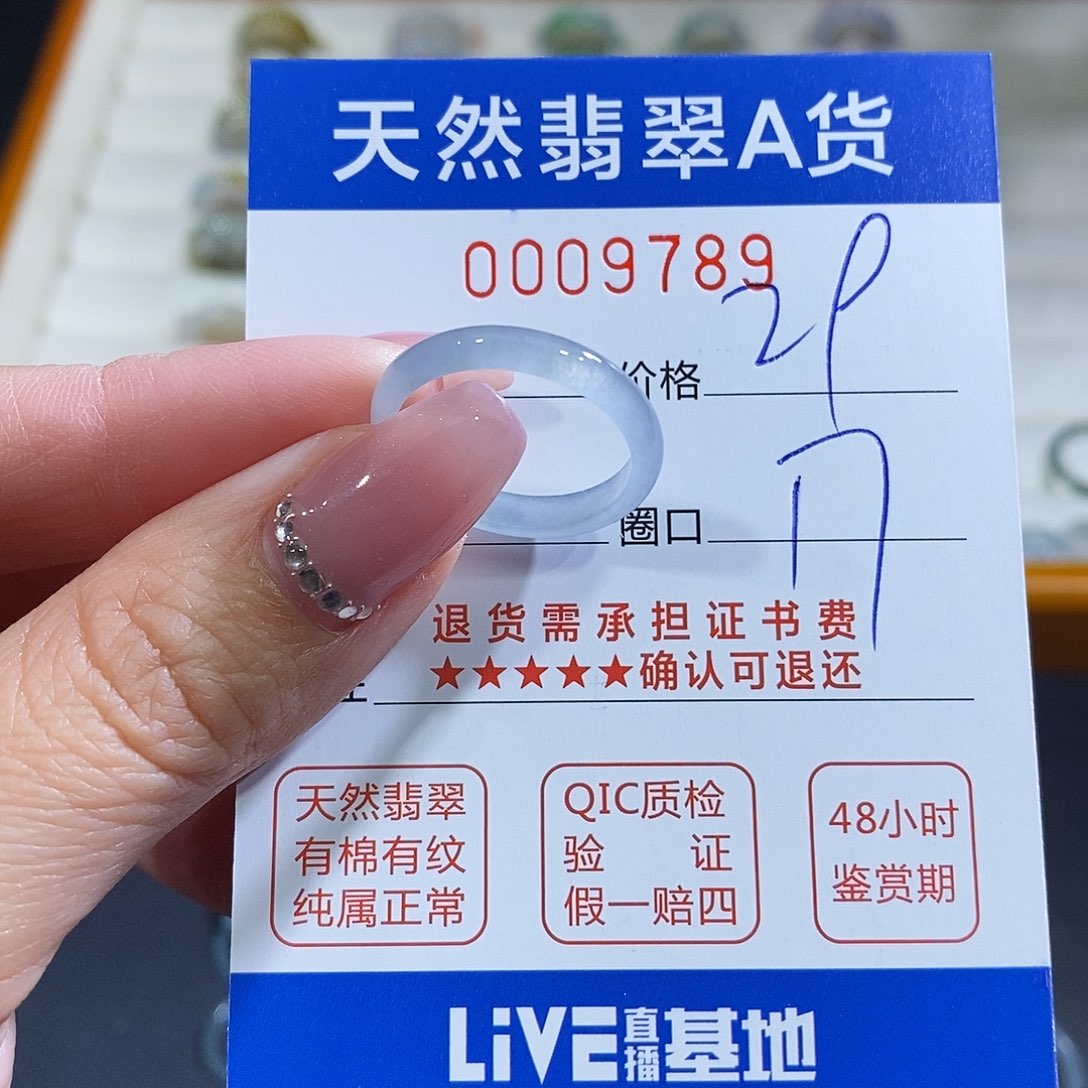 天然翡翠A货
0009789
价格 29
圈口 17
退货需承担证书费
★★★★★确认可退还
天然翡翠
有棉有纹
纯属正常
QIC质检
验 证
假一赔四
48小时
鉴赏期
LiVE直播基地